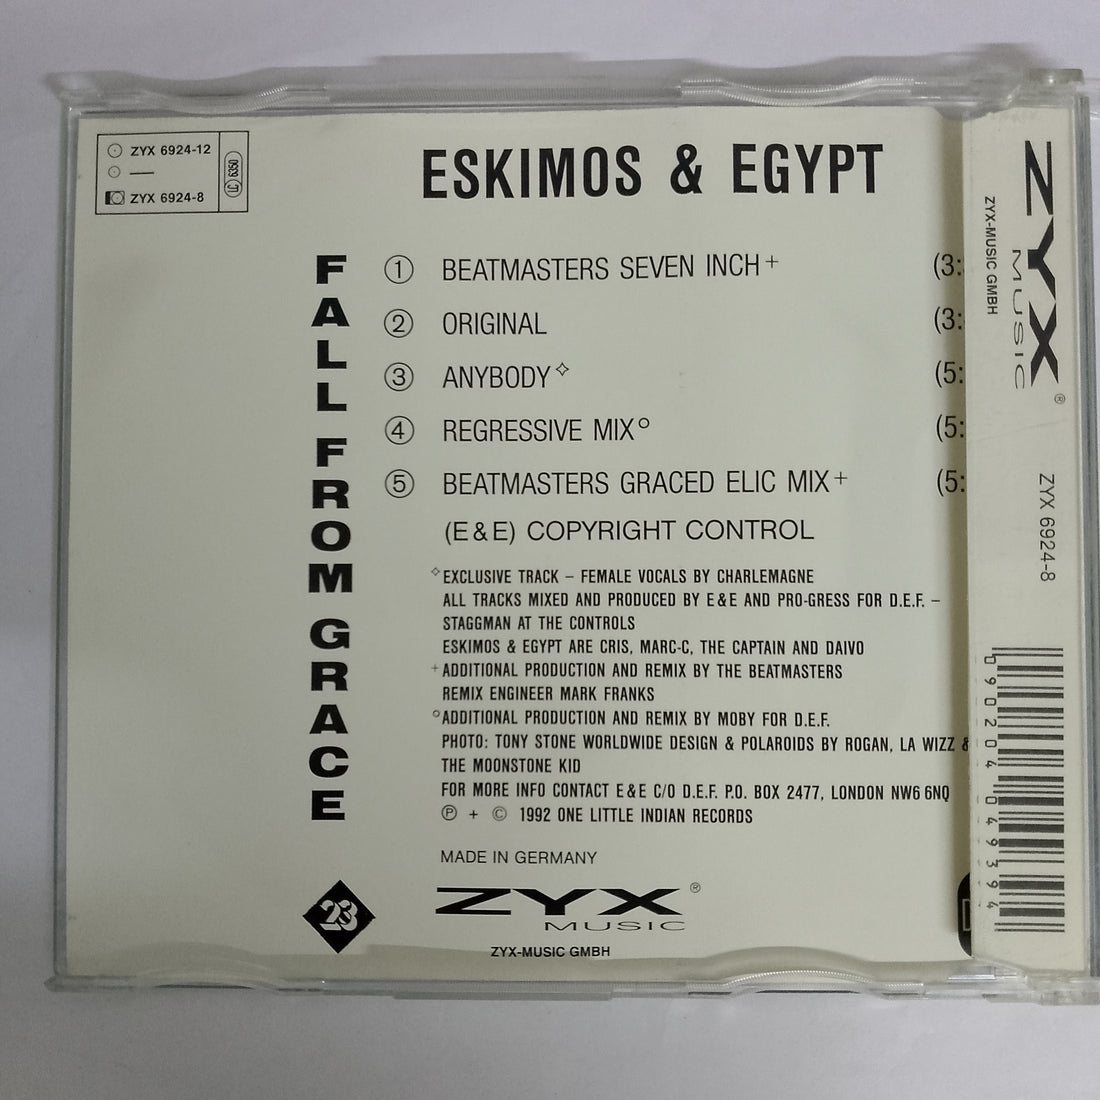 ZYX 6924-12
ZYX 6924-8
LC 6350
ESKIMOS & EGYPT
FALL FROM GRACE
① BEATMASTERS SEVEN INCH+ (3:
② ORIGINAL (3:
③ ANYBODY✧ (5:
④ REGRESSIVE MIX° (5:
⑤ BEATMASTERS GRACED ELIC MIX+ (5:
(E&E) COPYRIGHT CONTROL
✧EXCLUSIVE TRACK – FEMALE VOCALS BY CHARLEMAGNE
ALL TRACKS MIXED AND PRODUCED BY E&E AND PRO-GRESS FOR D.E.F. –
STAGGMAN AT THE CONTROLS
ESKIMOS & EGYPT ARE CRIS, MARC-C, THE CAPTAIN AND DAIVO
+ADDITIONAL PRODUCTION AND REMIX BY THE BEATMASTERS
REMIX ENGINEER MARK FRANKS
°ADDITIONAL PRODUCTION AND REMIX BY MOBY FOR D.E.F.
PHOTO: TONY STONE WORLDWIDE DESIGN & POLAROIDS BY ROGAN, LA WIZZ &
THE MOONSTONE KID
FOR MORE INFO CONTACT E&E C/O D.E.F. P.O. BOX 2477, LONDON NW6 6NQ
℗ + © 1992 ONE LITTLE INDIAN RECORDS
MADE IN GERMANY
23
ZYX®
MUSIC
ZYX-MUSIC GMBH
ZYX®
MUSIC
ZYX-MUSIC GMBH
ZYX 6924-8
090204 049394